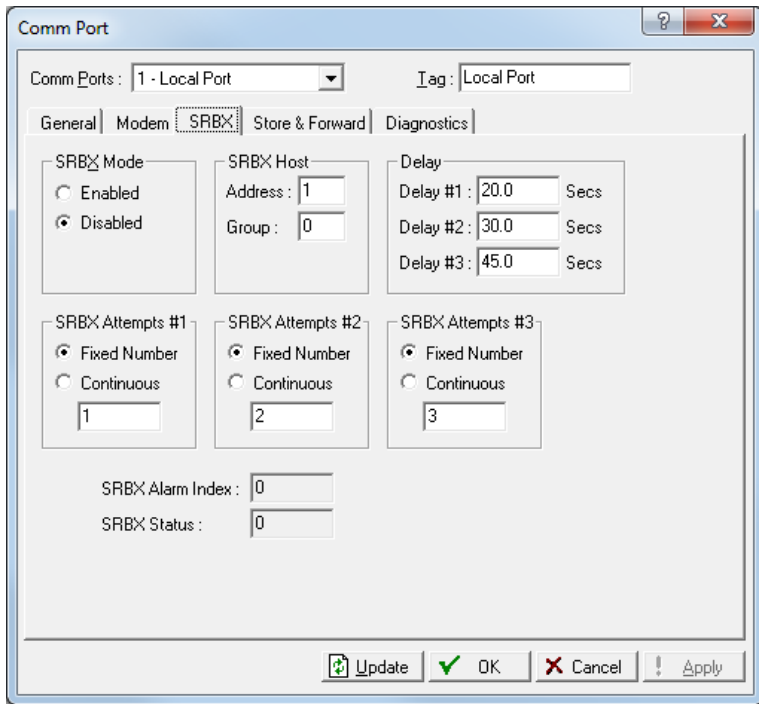 Comm Port
Comm Ports : 1 - Local Port Tag : Local Port
General Modem SRBX Store & Forward Diagnostics
SRBX Mode SRBX Host Delay
Enabled Address : 1 Delay #1 : 20.0 Secs
Disabled Group : 0 Delay #2 : 30.0 Secs
Delay #3 : 45.0 Secs
SRBX Attempts #1 SRBX Attempts #2 SRBX Attempts #3
Fixed Number Fixed Number Fixed Number
Continuous Continuous Continuous
1 2 3
SRBX Alarm Index : 0
SRBX Status : 0
Update OK Cancel Apply